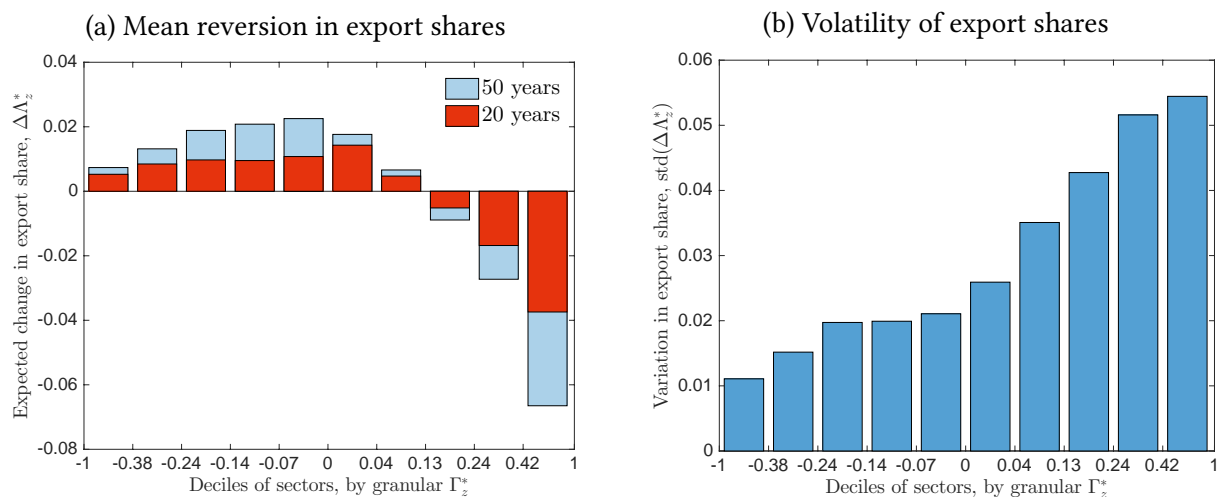 (a) Mean reversion in export shares
Expected change in export share, ΔΛ*z
0.04
0.02
0
-0.02
-0.04
-0.06
-0.08
50 years
20 years
-1 -0.38 -0.24 -0.14 -0.07 0 0.04 0.13 0.24 0.42 1
Deciles of sectors, by granular Γ*z
(b) Volatility of export shares
Variation in export share, std(ΔΛ*z)
0.06
0.05
0.04
0.03
0.02
0.01
0
-1 -0.38 -0.24 -0.14 -0.07 0 0.04 0.13 0.24 0.42 1
Deciles of sectors, by granular Γ*z